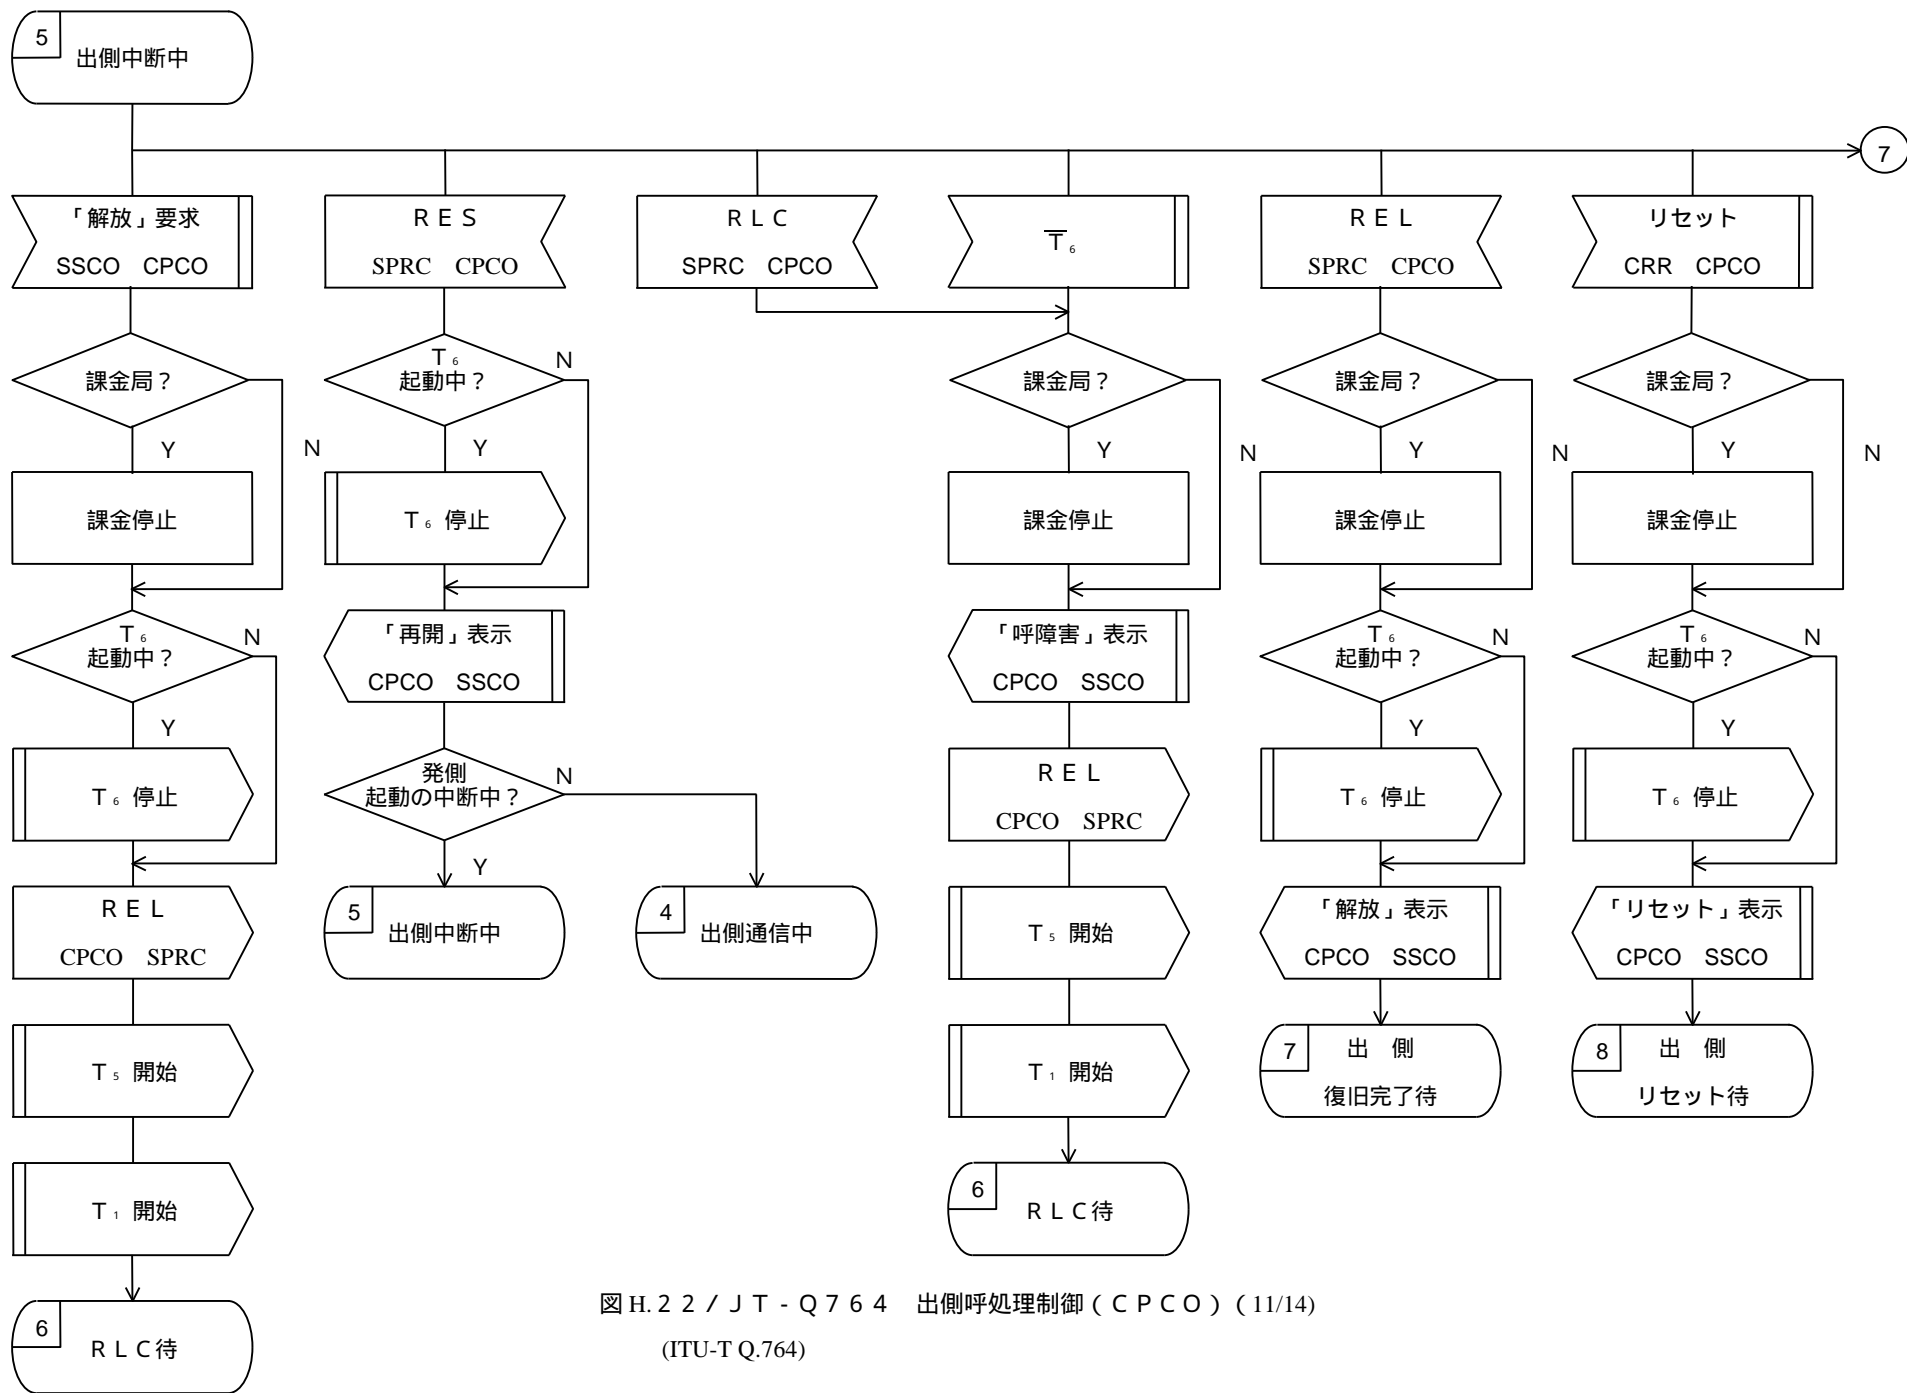 5
出側中断中
7
「解放」要求
SSCO CPCO
ＲＥＳ
SPRC CPCO
ＲＬＣ
SPRC CPCO
Ｔ₆
ＲＥＬ
SPRC CPCO
リセット
CRR CPCO
課金局？
Y
N
課金停止
Ｔ₆
起動中？
N
Y
Ｔ₆ 停止
ＲＥＬ
CPCO SPRC
Ｔ₅ 開始
Ｔ₁ 開始
6
ＲＬＣ待
Ｔ₆
起動中？
N
Y
Ｔ₆ 停止
「再開」表示
CPCO SSCO
発側
起動の中断中？
N
Y
5
出側中断中
4
出側通信中
課金局？
Y
N
課金停止
「呼障害」表示
CPCO SSCO
ＲＥＬ
CPCO SPRC
Ｔ₅ 開始
Ｔ₁ 開始
6
ＲＬＣ待
課金局？
Y
N
課金停止
Ｔ₆
起動中？
N
Y
Ｔ₆ 停止
「解放」表示
CPCO SSCO
7
出　側
復旧完了待
課金局？
Y
N
課金停止
Ｔ₆
起動中？
N
Y
Ｔ₆ 停止
「リセット」表示
CPCO SSCO
8
出　側
リセット待
図 H.２２／ＪＴ‐Ｑ７６４　出側呼処理制御（ＣＰＣＯ）（11/14)
(ITU-T Q.764)